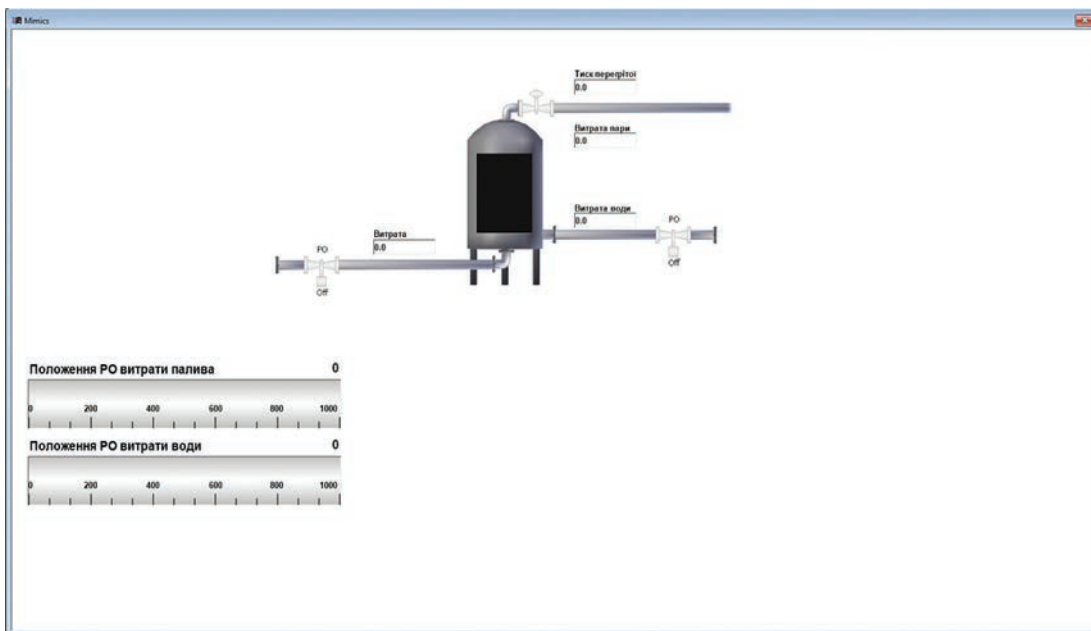 Mimics
Тиск перегрітої
0.0
Витрата пари
0.0
Витрата води
0.0
РО
Off
Витрата
0.0
РО
Off
Положення РО витрати палива 0
0 200 400 600 800 1000
Положення РО витрати води 0
0 200 400 600 800 1000